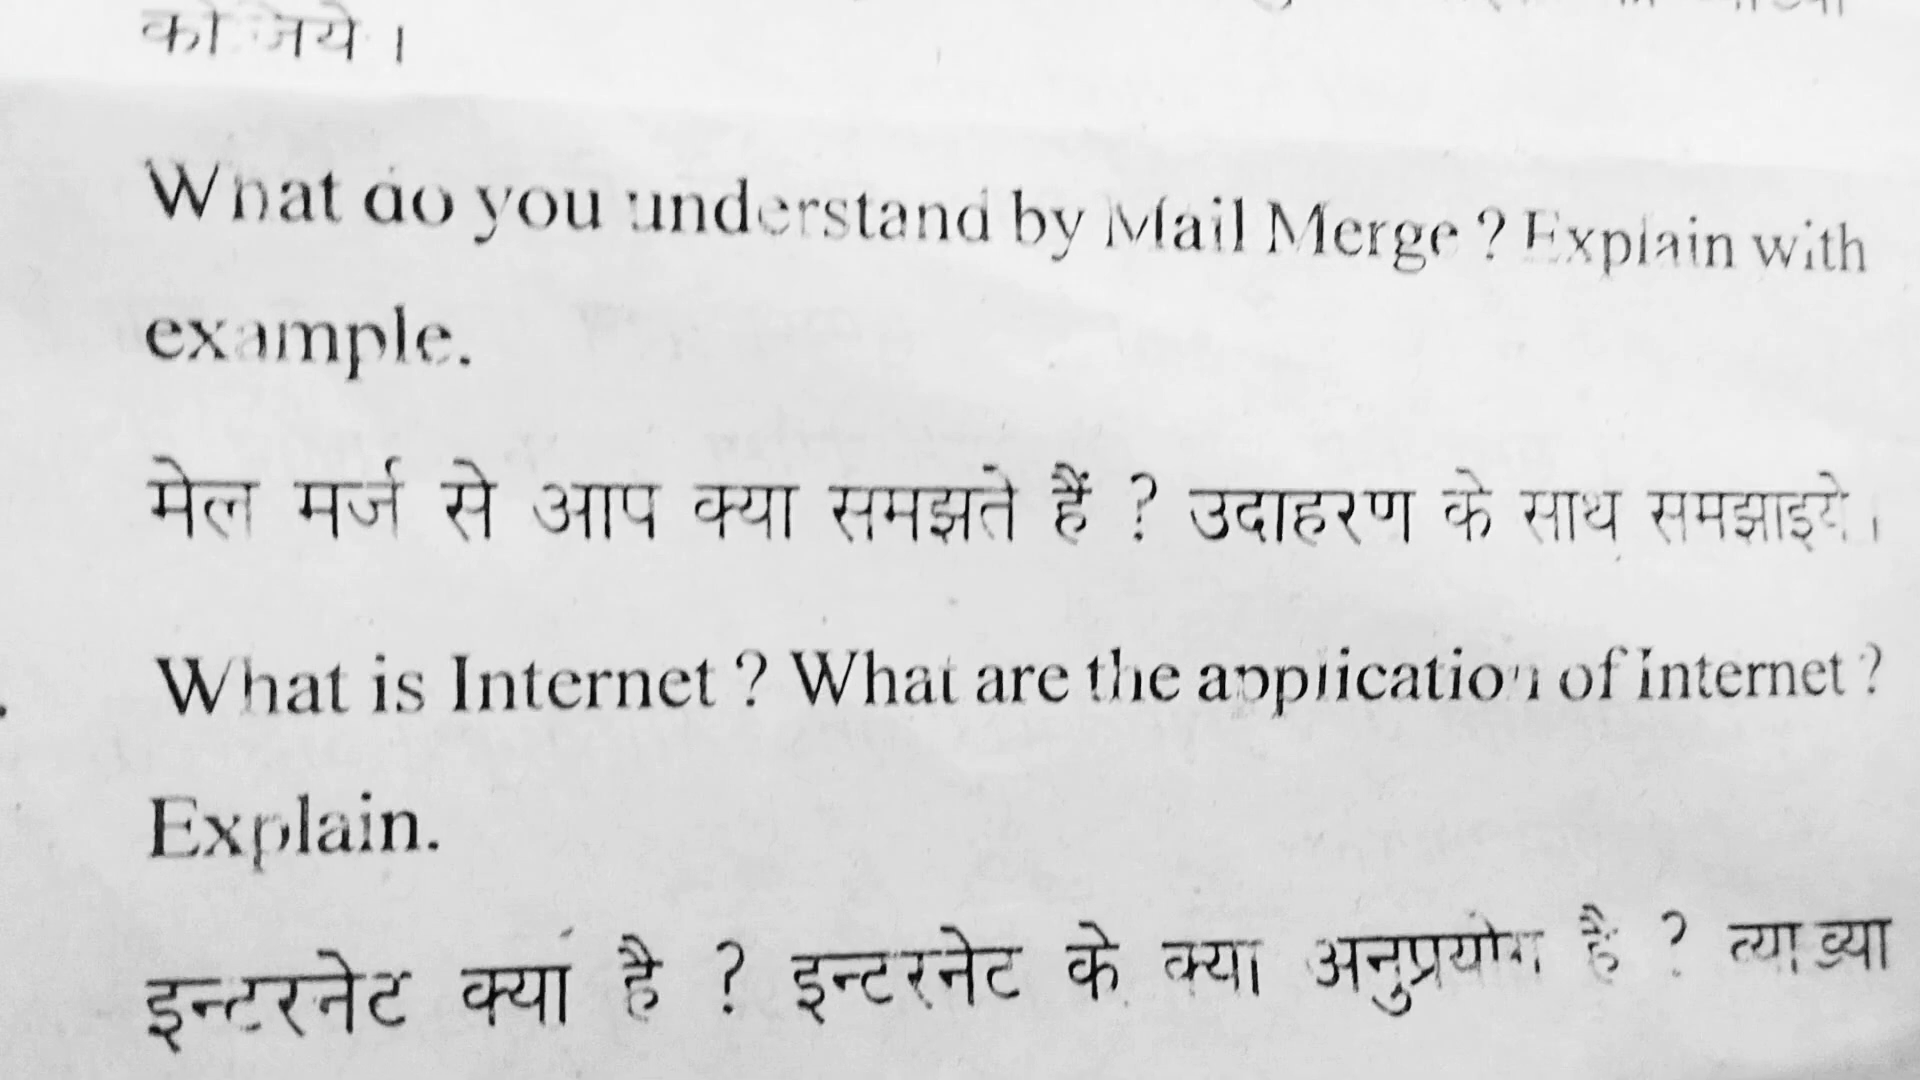 कीजिये ।
What do you understand by Mail Merge ? Explain with
example.
मेल मर्ज से आप क्या समझते हैं ? उदाहरण के साथ समझाइये ।
What is Internet ? What are the application of Internet ?
Explain.
इन्टरनेट क्या है ? इन्टरनेट के क्या अनुप्रयोग हैं ? व्याख्या